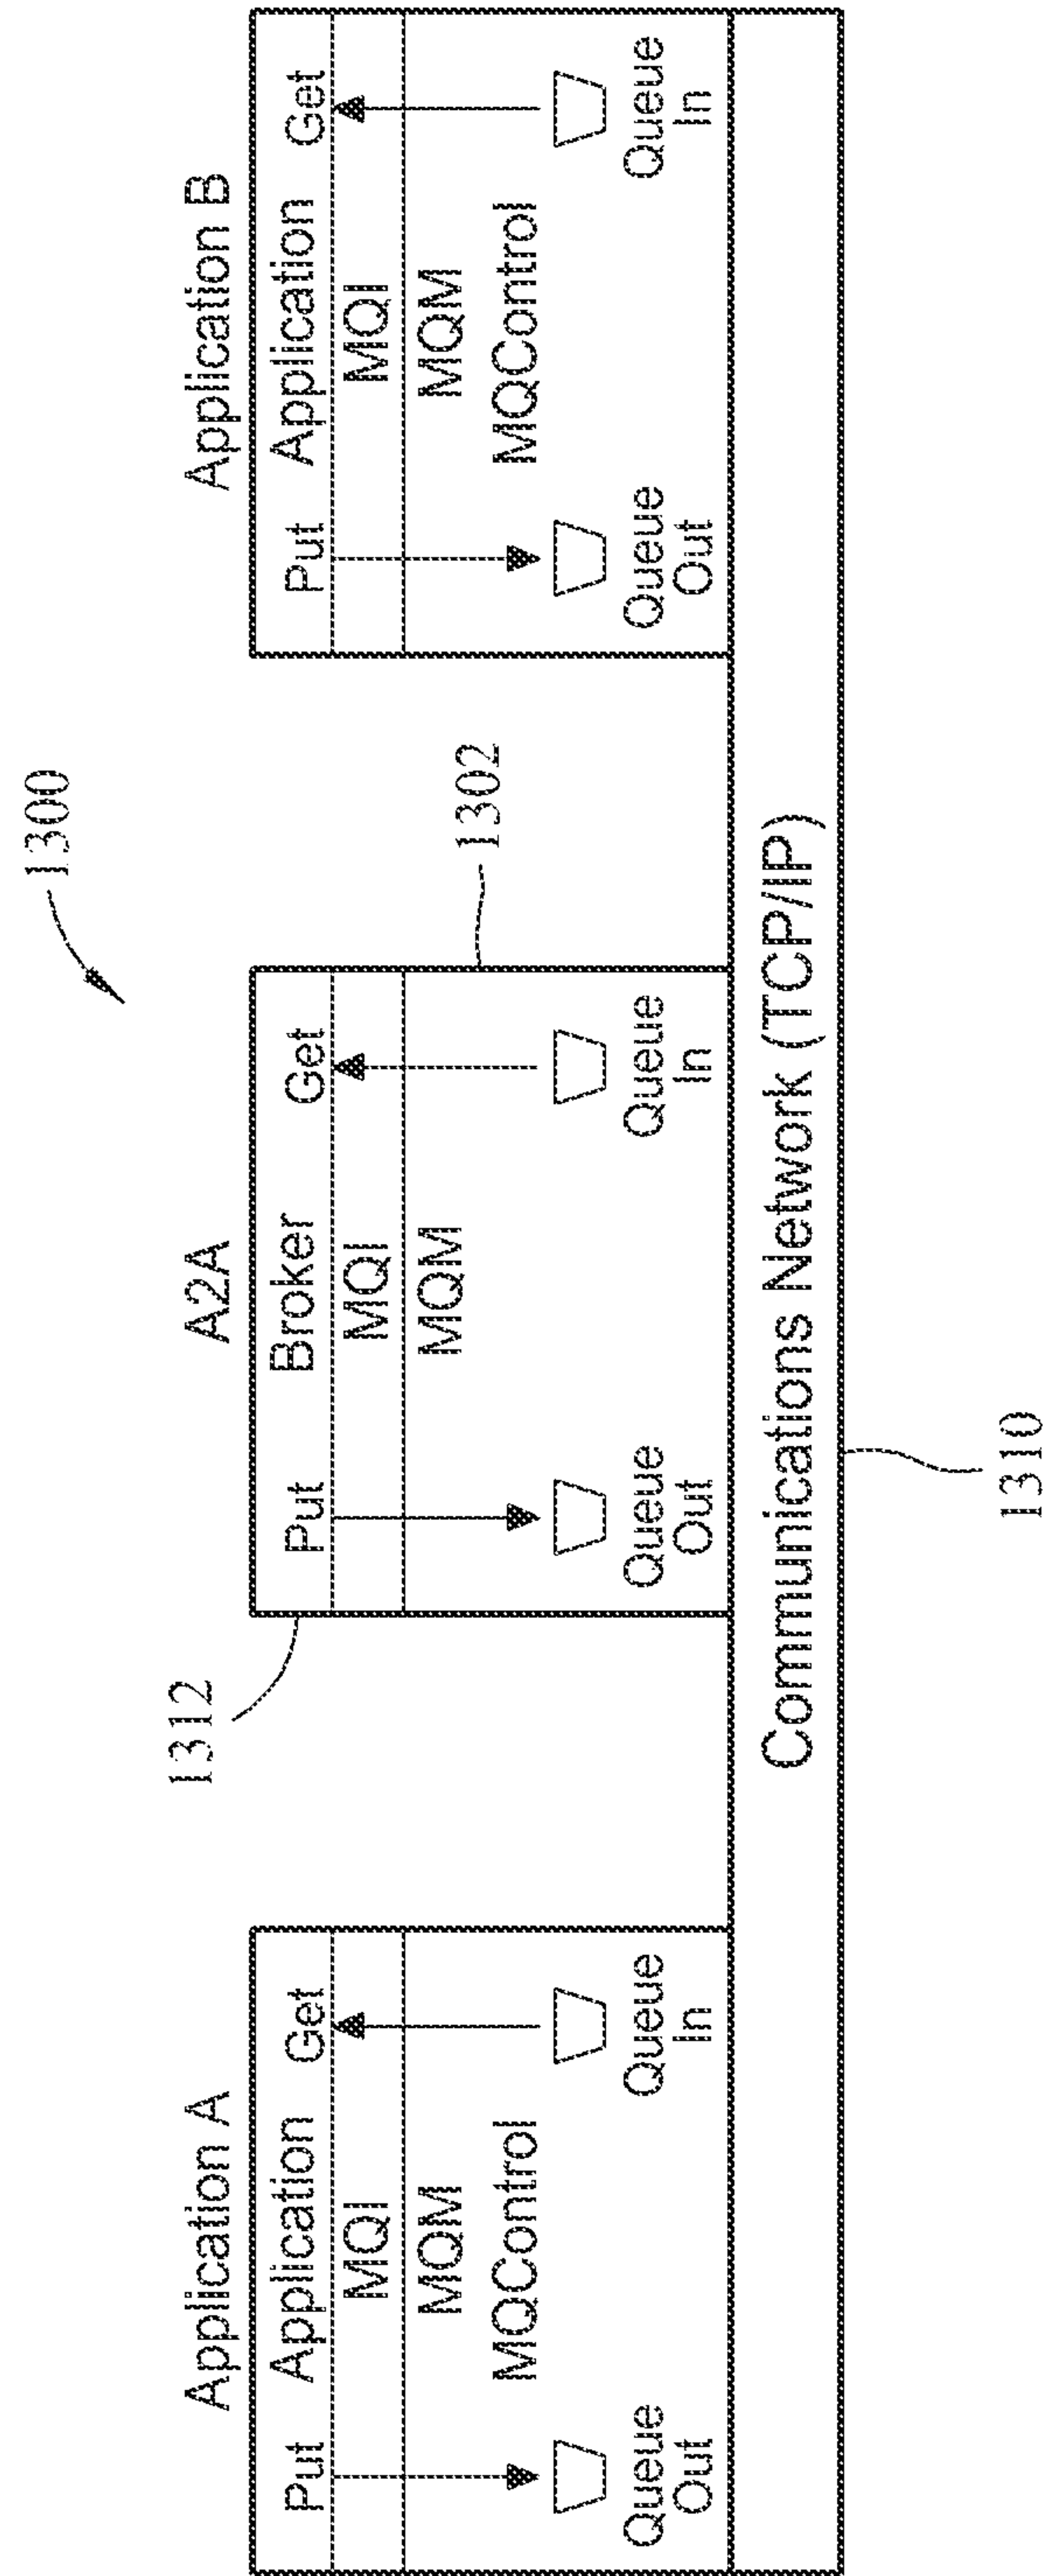 1300
Application A
A2A
Application B
1312
Put Application Get
MQI
MQM
MQControl
Queue
Out
Queue
In
Put Broker Get
MQI
MQM
Queue
Out
Queue
In
1302
Put Application Get
MQI
MQM
MQControl
Queue
Out
Queue
In
Communications Network (TCP/IP)
1310